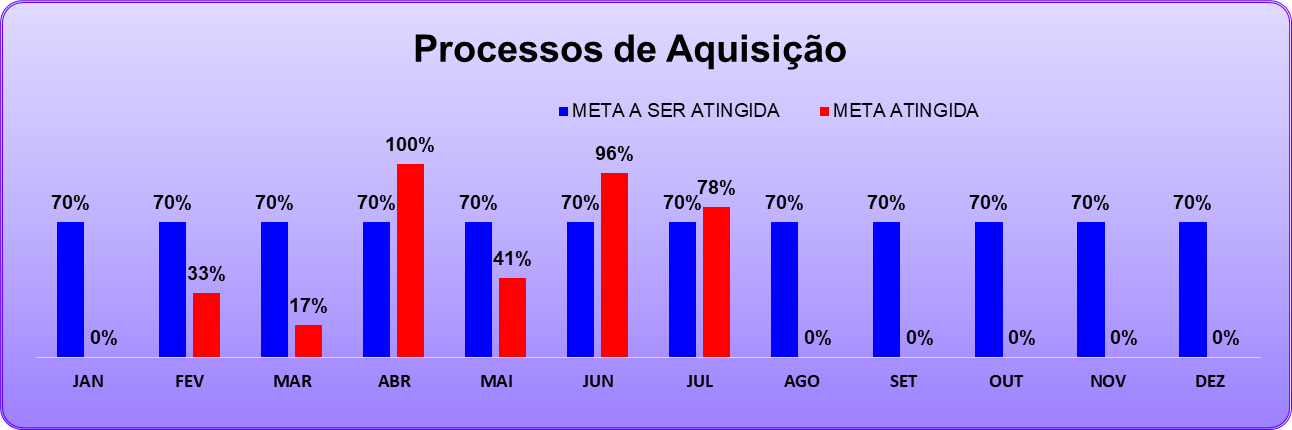 Processos de Aquisição
META A SER ATINGIDA META ATINGIDA
100%
96%
70% 70% 70% 70% 70% 70% 70% 78% 70% 70% 70% 70% 70%
33% 41%
17%
0% 0% 0% 0% 0% 0%
JAN FEV MAR ABR MAI JUN JUL AGO SET OUT NOV DEZ